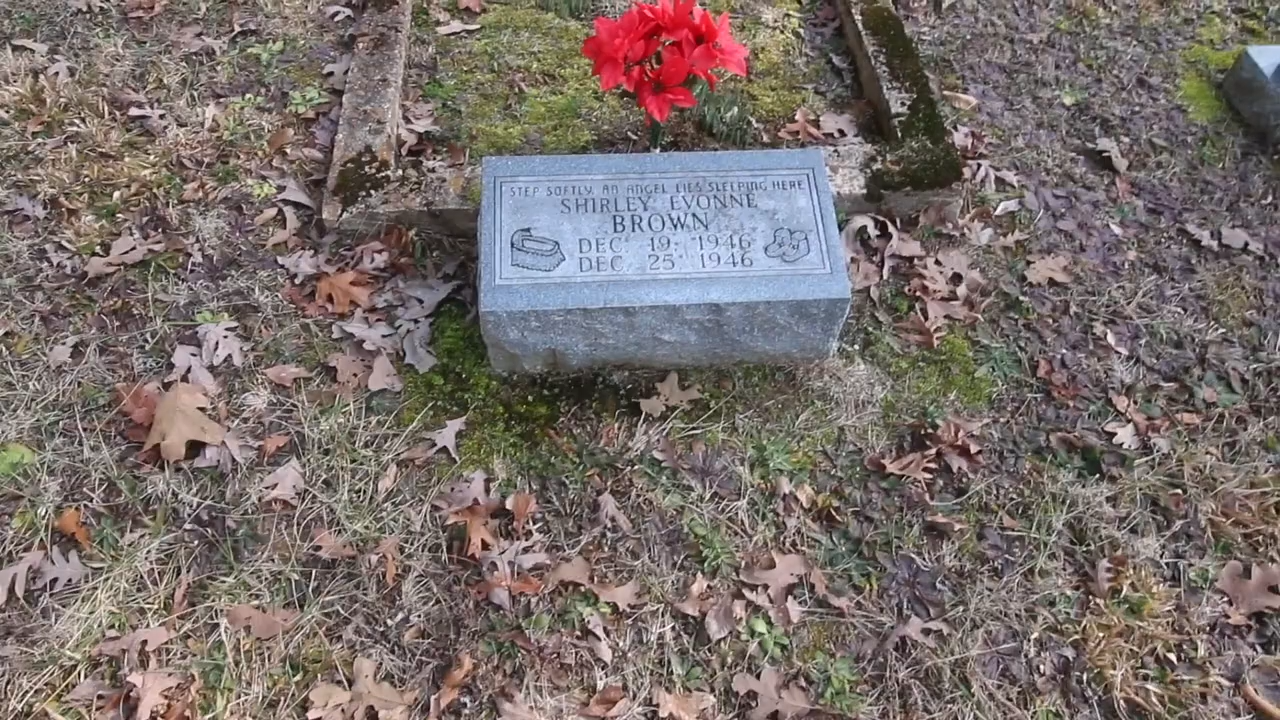 STEP SOFTLY, AN ANGEL LIES SLEEPING HERE
SHIRLEY EVONNE
BROWN
DEC. 19, 1946
DEC. 25, 1946